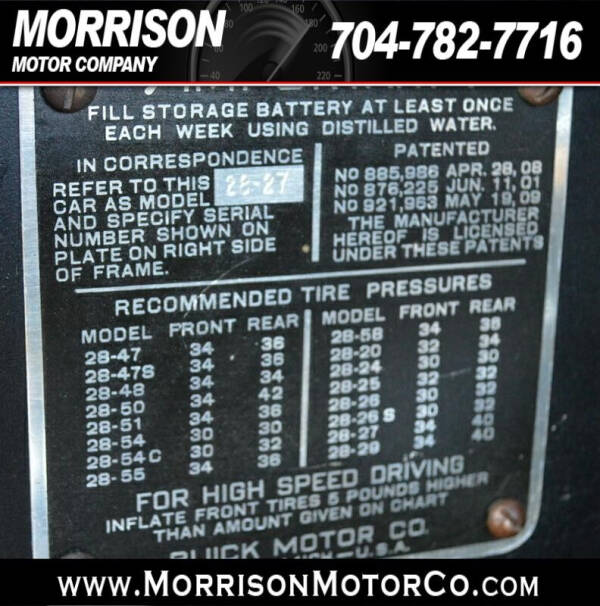 MORRISON
MOTOR COMPANY
704-782-7716
FILL STORAGE BATTERY AT LEAST ONCE
EACH WEEK USING DISTILLED WATER.
IN CORRESPONDENCE
REFER TO THIS
CAR AS MODEL 28-27
AND SPECIFY SERIAL
NUMBER SHOWN ON
PLATE ON RIGHT SIDE
OF FRAME.
PATENTED
NO 885,986 APR. 28, 08
NO 876,225 JUN. 11, 01
NO 921,963 MAY 19, 09
THE MANUFACTURER
HEREOF IS LICENSED
UNDER THESE PATENTS
RECOMMENDED TIRE PRESSURES
MODEL FRONT REAR
28-47 34 36
28-47S 34 36
28-48 34 34
28-50 34 42
28-51 34 36
28-54 30 30
28-54C 30 32
28-55 34 36
MODEL FRONT REAR
28-58 34 36
28-20 32 34
28-24 30 30
28-25 32 32
28-26 30 32
28-26S 30 32
28-27 34 40
28-29 34 40
FOR HIGH SPEED DRIVING
INFLATE FRONT TIRES 5 POUNDS HIGHER
THAN AMOUNT GIVEN ON CHART
BUICK MOTOR CO.
U.S.A.
WWW.MORRISONMOTORCO.COM